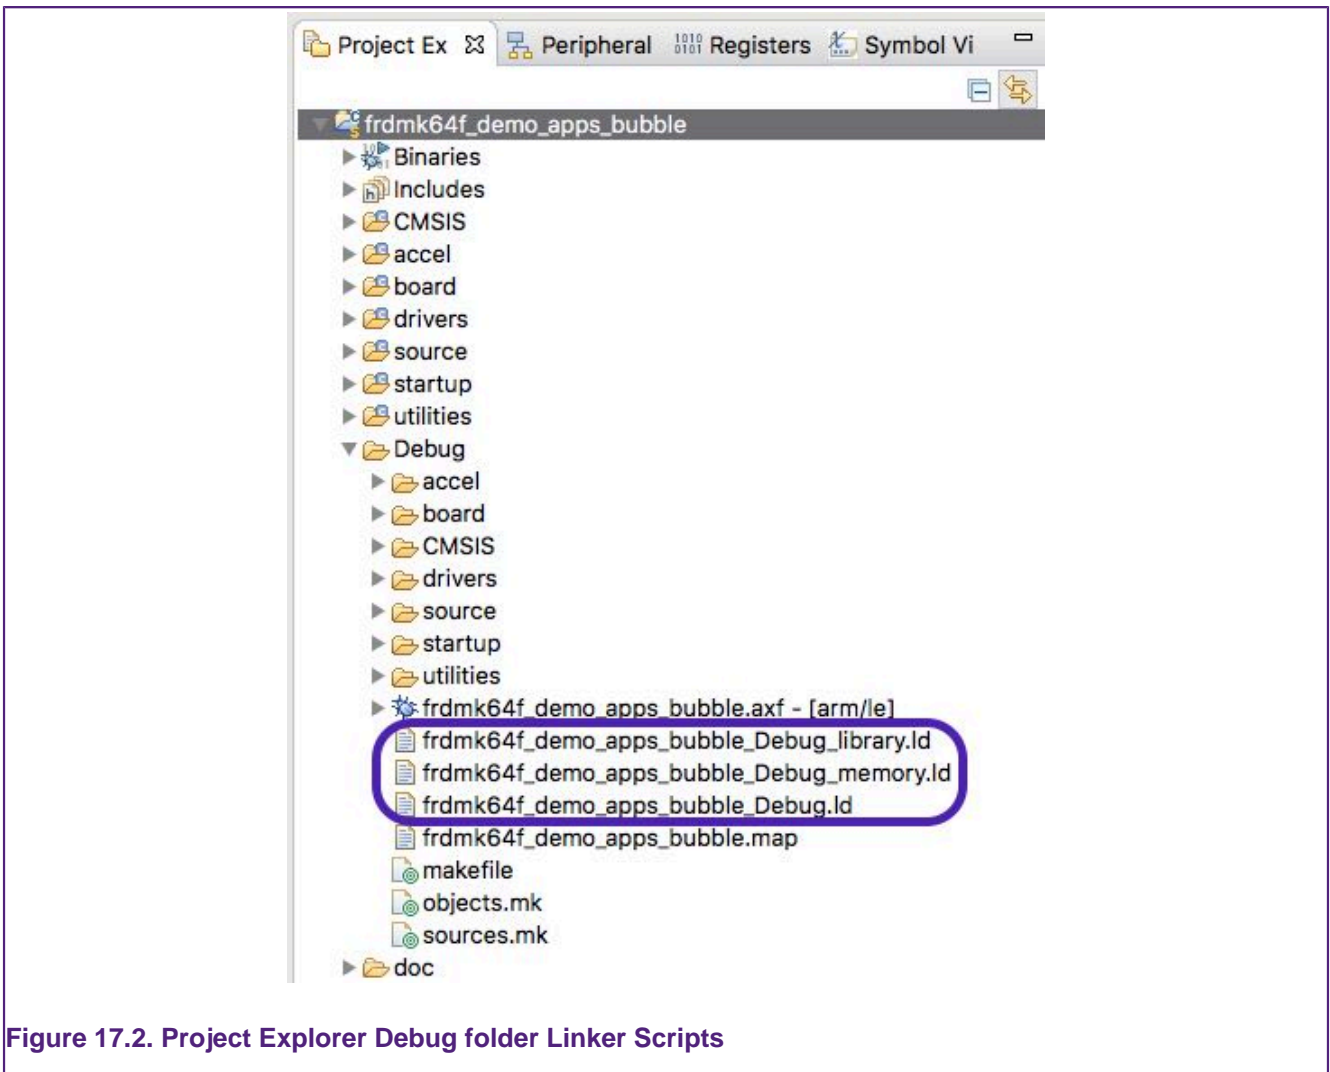 Project Ex Peripheral 1010 0101 Registers Symbol Vi
frdmk64f_demo_apps_bubble
Binaries
Includes
CMSIS
accel
board
drivers
source
startup
utilities
Debug
accel
board
CMSIS
drivers
source
startup
utilities
frdmk64f_demo_apps_bubble.axf - [arm/le]
frdmk64f_demo_apps_bubble_Debug_library.ld
frdmk64f_demo_apps_bubble_Debug_memory.ld
frdmk64f_demo_apps_bubble_Debug.ld
frdmk64f_demo_apps_bubble.map
makefile
objects.mk
sources.mk
doc
Figure 17.2. Project Explorer Debug folder Linker Scripts